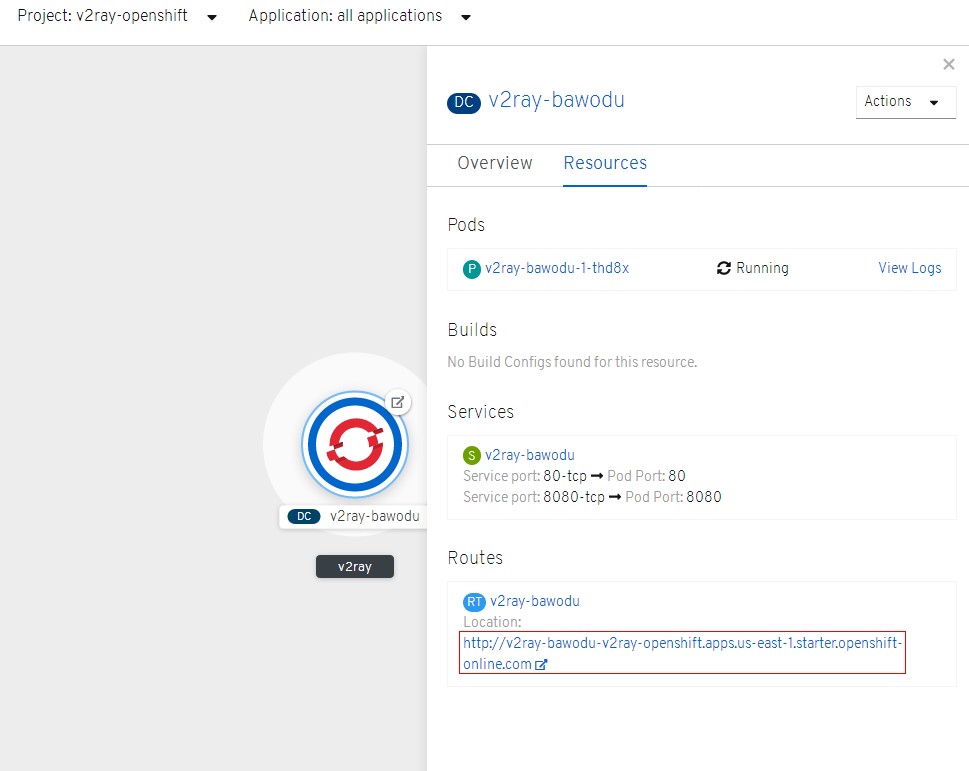 Project: v2ray-openshift Application: all applications
DC v2ray-bawodu
Actions
Overview Resources
Pods
P v2ray-bawodu-1-thd8x Running View Logs
Builds
No Build Configs found for this resource.
Services
S v2ray-bawodu
Service port: 80-tcp → Pod Port: 80
Service port: 8080-tcp → Pod Port: 8080
Routes
RT v2ray-bawodu
Location:
http://v2ray-bawodu-v2ray-openshift.apps.us-east-1.starter.openshift-
online.com
DC v2ray-bawodu
v2ray